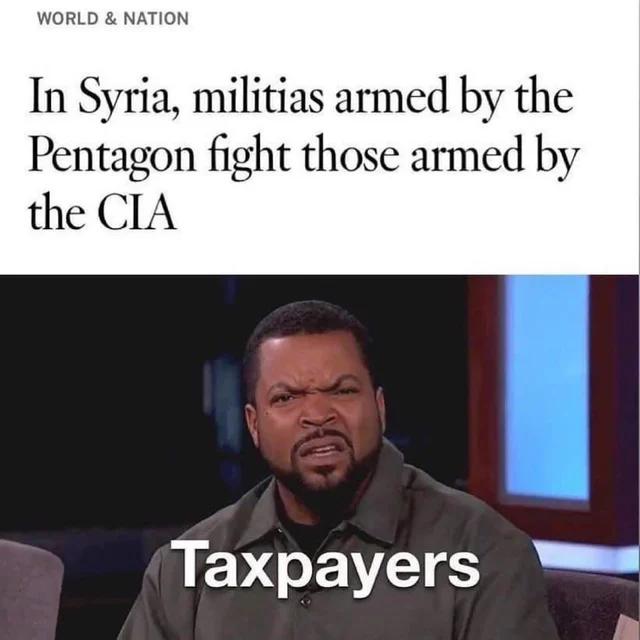 WORLD & NATION
In Syria, militias armed by the
Pentagon fight those armed by
the CIA
Taxpayers